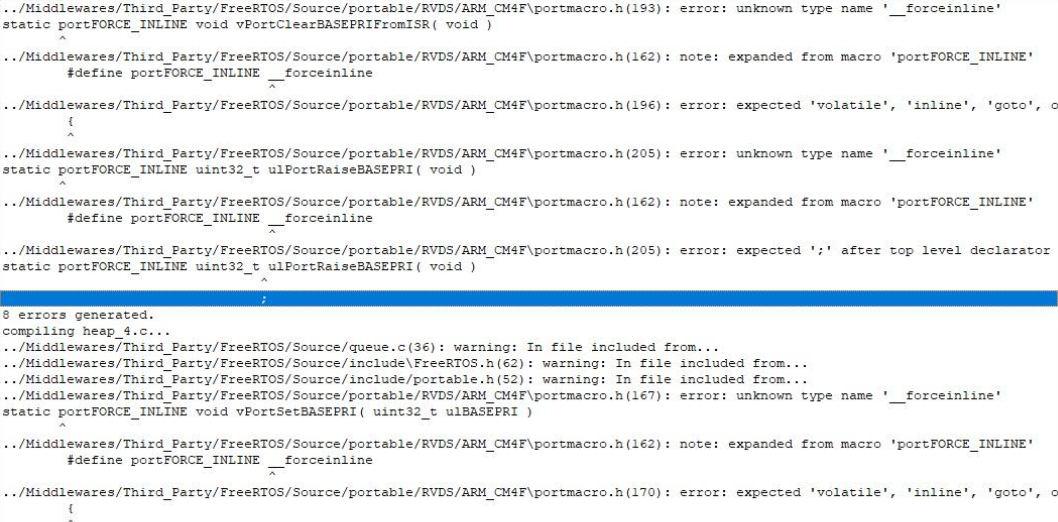 ../Middlewares/Third_Party/FreeRTOS/Source/portable/RVDS/ARM_CM4F\portmacro.h(193): error: unknown type name '__forceinline'
static portFORCE_INLINE void vPortClearBASEPRIFromISR( void )
^
../Middlewares/Third_Party/FreeRTOS/Source/portable/RVDS/ARM_CM4F\portmacro.h(162): note: expanded from macro 'portFORCE_INLINE'
#define portFORCE_INLINE __forceinline
^
../Middlewares/Third_Party/FreeRTOS/Source/portable/RVDS/ARM_CM4F\portmacro.h(196): error: expected 'volatile', 'inline', 'goto', o
{
^
../Middlewares/Third_Party/FreeRTOS/Source/portable/RVDS/ARM_CM4F\portmacro.h(205): error: unknown type name '__forceinline'
static portFORCE_INLINE uint32_t ulPortRaiseBASEPRI( void )
^
../Middlewares/Third_Party/FreeRTOS/Source/portable/RVDS/ARM_CM4F\portmacro.h(162): note: expanded from macro 'portFORCE_INLINE'
#define portFORCE_INLINE __forceinline
^
../Middlewares/Third_Party/FreeRTOS/Source/portable/RVDS/ARM_CM4F\portmacro.h(205): error: expected ';' after top level declarator
static portFORCE_INLINE uint32_t ulPortRaiseBASEPRI( void )
^
;
8 errors generated.
compiling heap_4.c...
../Middlewares/Third_Party/FreeRTOS/Source/queue.c(36): warning: In file included from...
../Middlewares/Third_Party/FreeRTOS/Source/include\FreeRTOS.h(62): warning: In file included from...
../Middlewares/Third_Party/FreeRTOS/Source/include/portable.h(52): warning: In file included from...
../Middlewares/Third_Party/FreeRTOS/Source/portable/RVDS/ARM_CM4F\portmacro.h(167): error: unknown type name '__forceinline'
static portFORCE_INLINE void vPortSetBASEPRI( uint32_t ulBASEPRI )
^
../Middlewares/Third_Party/FreeRTOS/Source/portable/RVDS/ARM_CM4F\portmacro.h(162): note: expanded from macro 'portFORCE_INLINE'
#define portFORCE_INLINE __forceinline
^
../Middlewares/Third_Party/FreeRTOS/Source/portable/RVDS/ARM_CM4F\portmacro.h(170): error: expected 'volatile', 'inline', 'goto', o
{
^